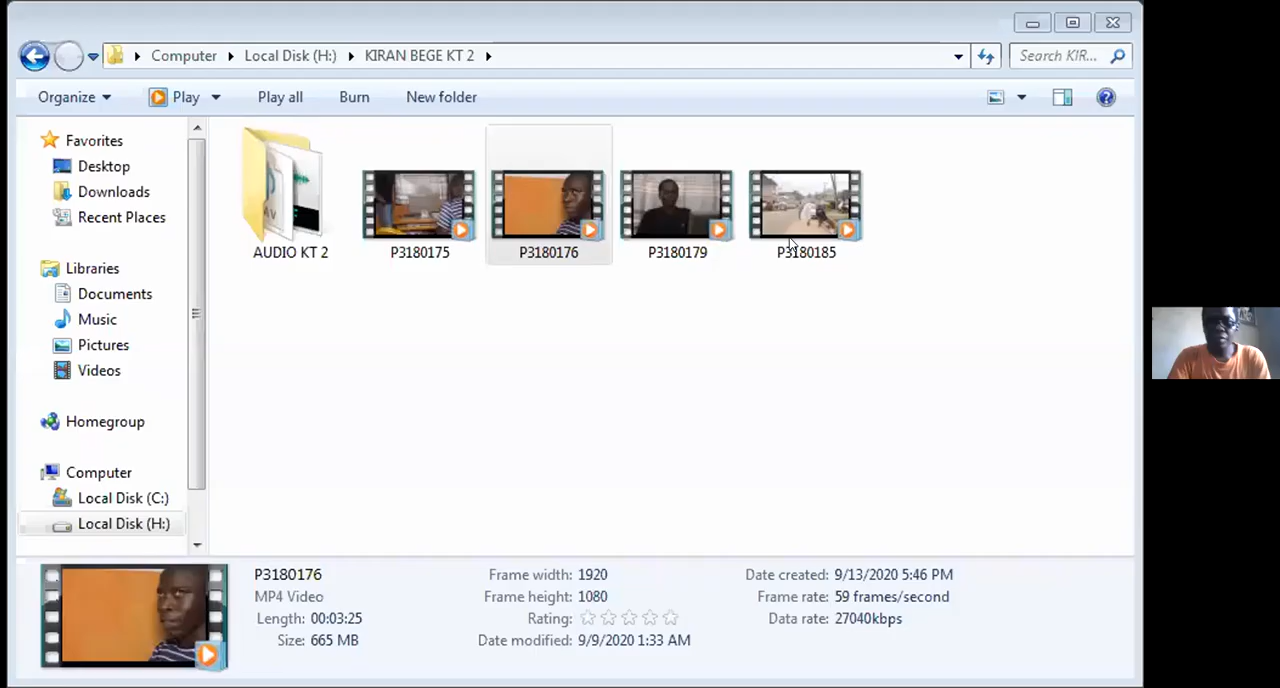 Computer Local Disk (H:) KIRAN BEGE KT 2 Search KIR...
Organize Play Play all Burn New folder
Favorites
Desktop
Downloads
Recent Places
Libraries
Documents
Music
Pictures
Videos
Homegroup
Computer
Local Disk (C:)
Local Disk (H:)
AUDIO KT 2 P3180175 P3180176 P3180179 P3180185
P3180176 Frame width: 1920 Date created: 9/13/2020 5:46 PM
MP4 Video Frame height: 1080 Frame rate: 59 frames/second
Length: 00:03:25 Rating: Data rate: 27040kbps
Size: 665 MB Date modified: 9/9/2020 1:33 AM